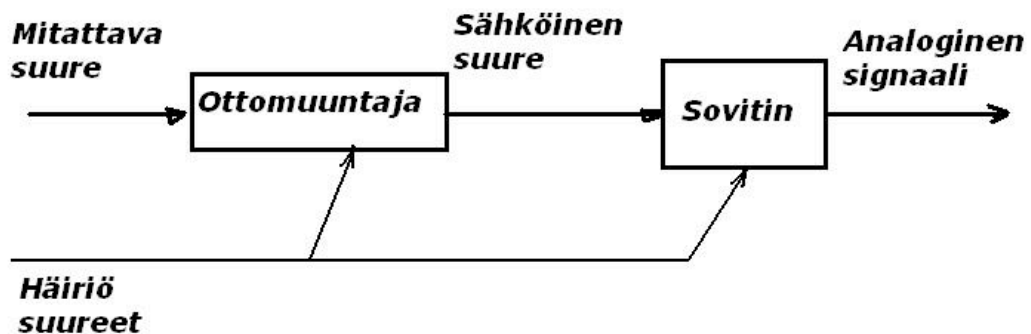 Mitattava
suure
Ottomuuntaja
Sähköinen
suure
Sovitin
Analoginen
signaali
Häiriö
suureet